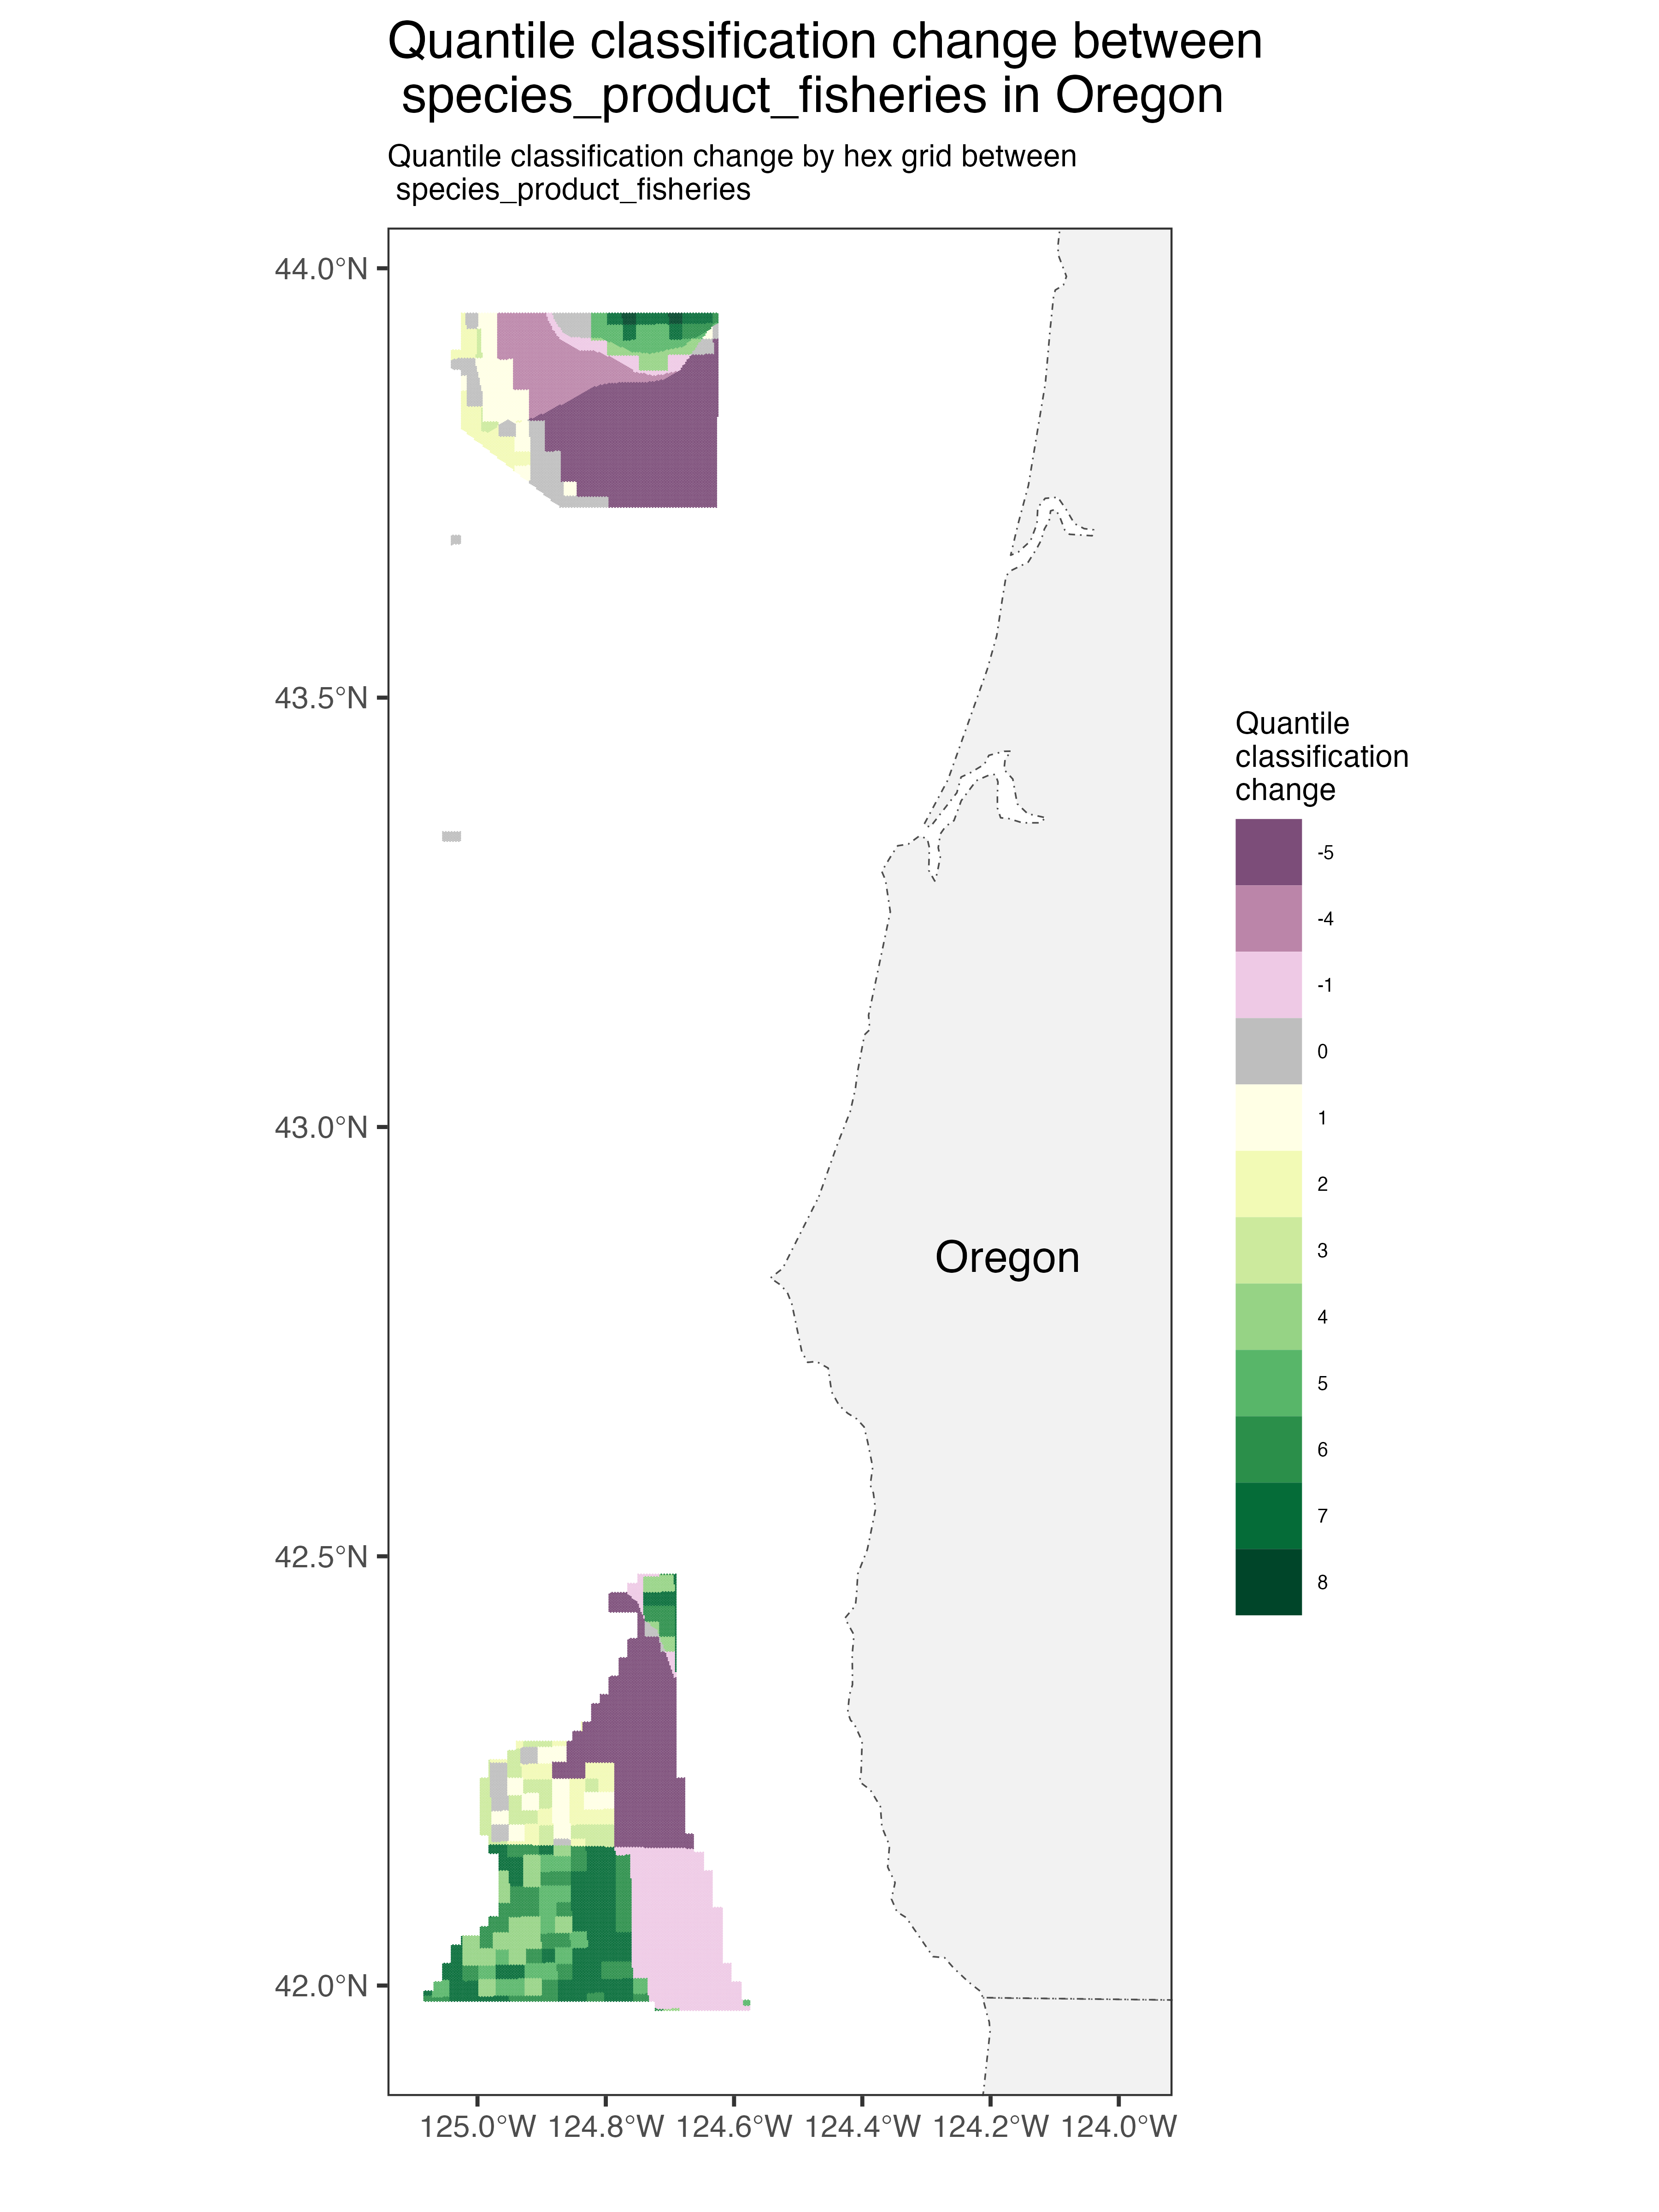 Quantile classification change between
species_product_fisheries in Oregon
Quantile classification change by hex grid between
species_product_fisheries
44.0°N
43.5°N
43.0°N
42.5°N
42.0°N
Oregon
125.0°W 124.8°W 124.6°W 124.4°W 124.2°W 124.0°W
Quantile
classification
change
-5
-4
-1
0
1
2
3
4
5
6
7
8